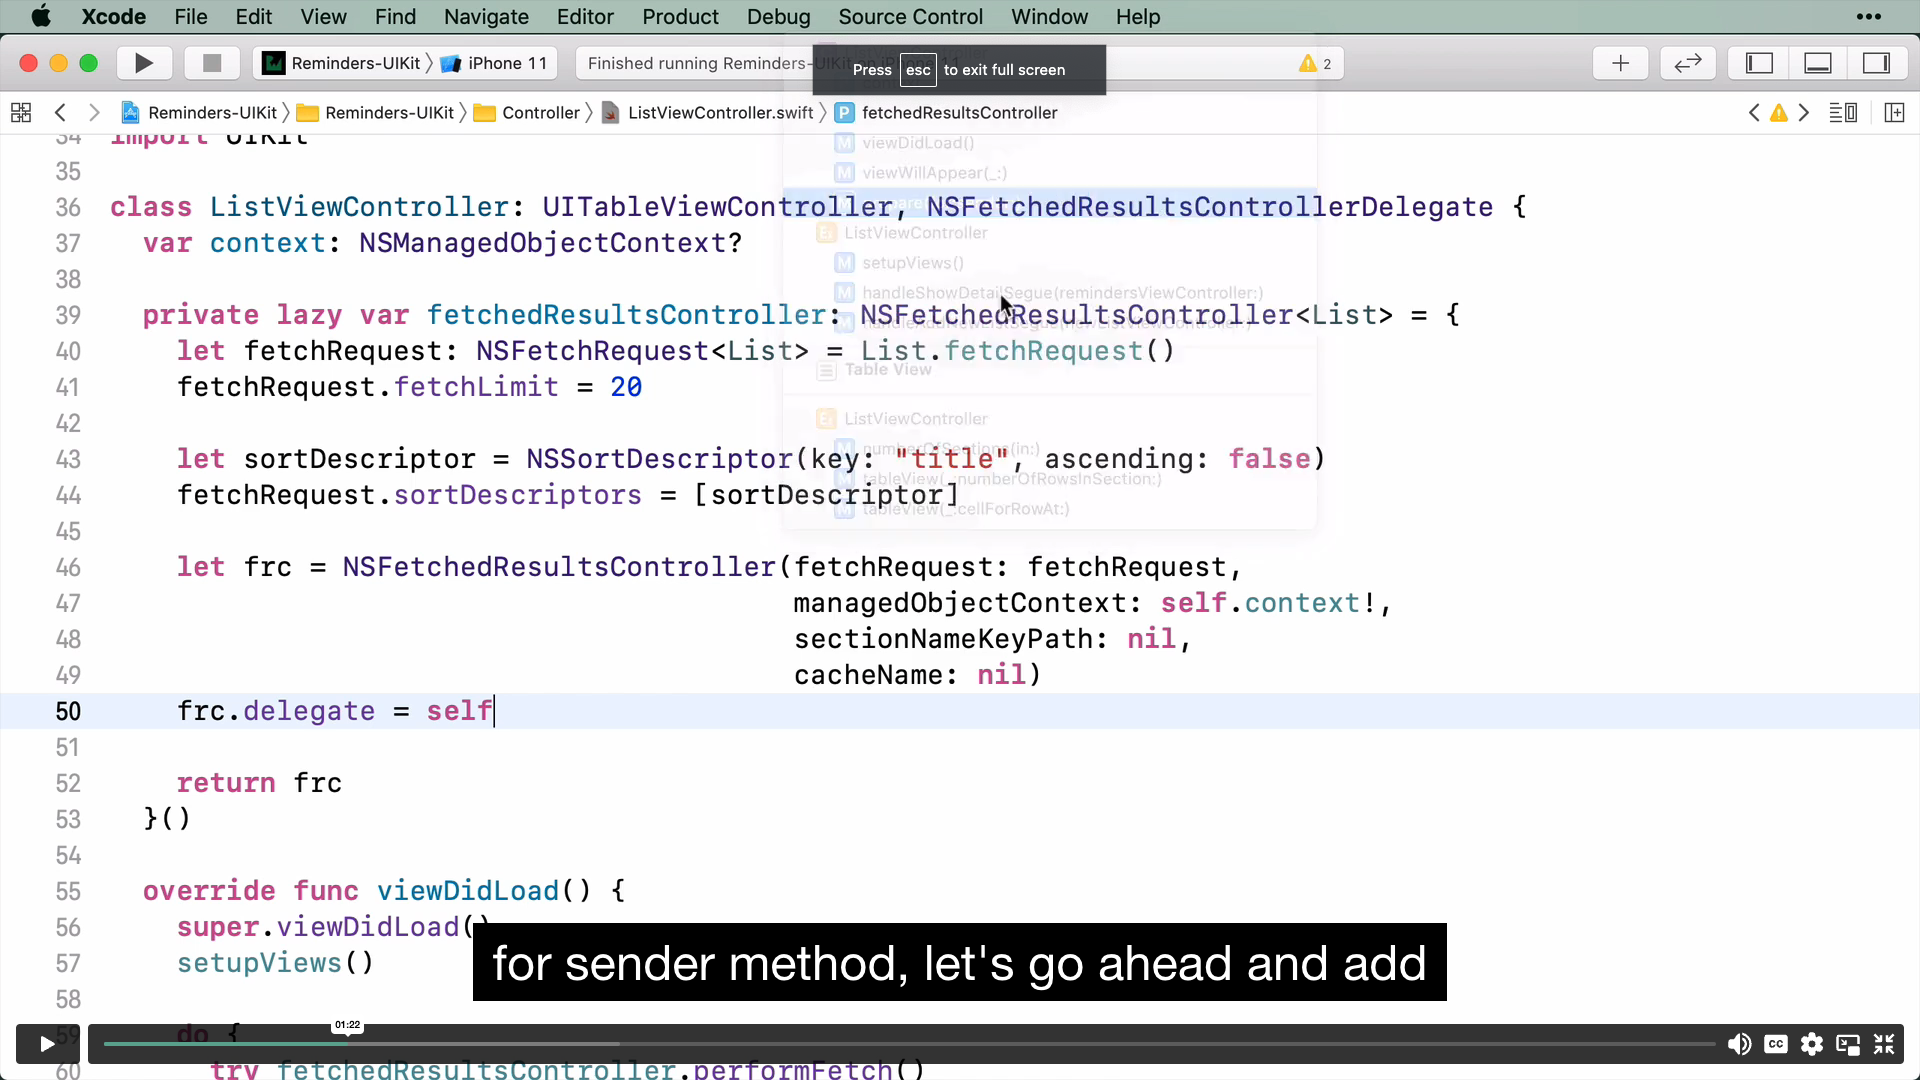 Xcode File Edit View Find Navigate Editor Product Debug Source Control Window Help
Reminders-UIKit iPhone 11 Finished running Reminders-UI 2
Press esc to exit full screen
Reminders-UIKit Reminders-UIKit Controller ListViewController.swift P fetchedResultsController
34 import UIKit
M viewDidLoad()
35
M viewWillAppear(_:)
36 class ListViewController: UITableViewController, NSFetchedResultsControllerDelegate {
Ex ListViewController
37 var context: NSManagedObjectContext?
M setupViews()
38
M handleShowDetailSegue(remindersViewController:)
39 private lazy var fetchedResultsController: NSFetchedResultsController<List> = {
40 let fetchRequest: NSFetchRequest<List> = List.fetchRequest()
Table View
41 fetchRequest.fetchLimit = 20
Ex ListViewController
42
M numberOfSections(in:)
43 let sortDescriptor = NSSortDescriptor(key: "title", ascending: false)
M tableView(_:numberOfRowsInSection:)
44 fetchRequest.sortDescriptors = [sortDescriptor]
M tableView(_:cellForRowAt:)
45
46 let frc = NSFetchedResultsController(fetchRequest: fetchRequest,
47 managedObjectContext: self.context!,
48 sectionNameKeyPath: nil,
49 cacheName: nil)
50 frc.delegate = self
51
52 return frc
53 }()
54
55 override func viewDidLoad() {
56 super.viewDidLoad()
57 setupViews()
58
for sender method, let's go ahead and add
59 do {
01:22
CC
60 try fetchedResultsController.performFetch()